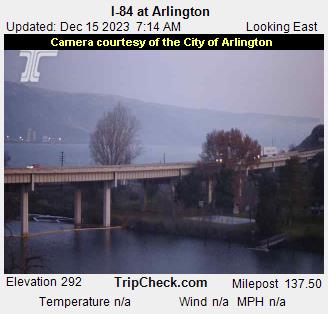 I-84 at Arlington
Updated: Dec 15 2023 7:14 AM Looking East
Camera courtesy of the City of Arlington
Elevation 292 TripCheck.com Milepost 137.50
Temperature n/a Wind n/a MPH n/a